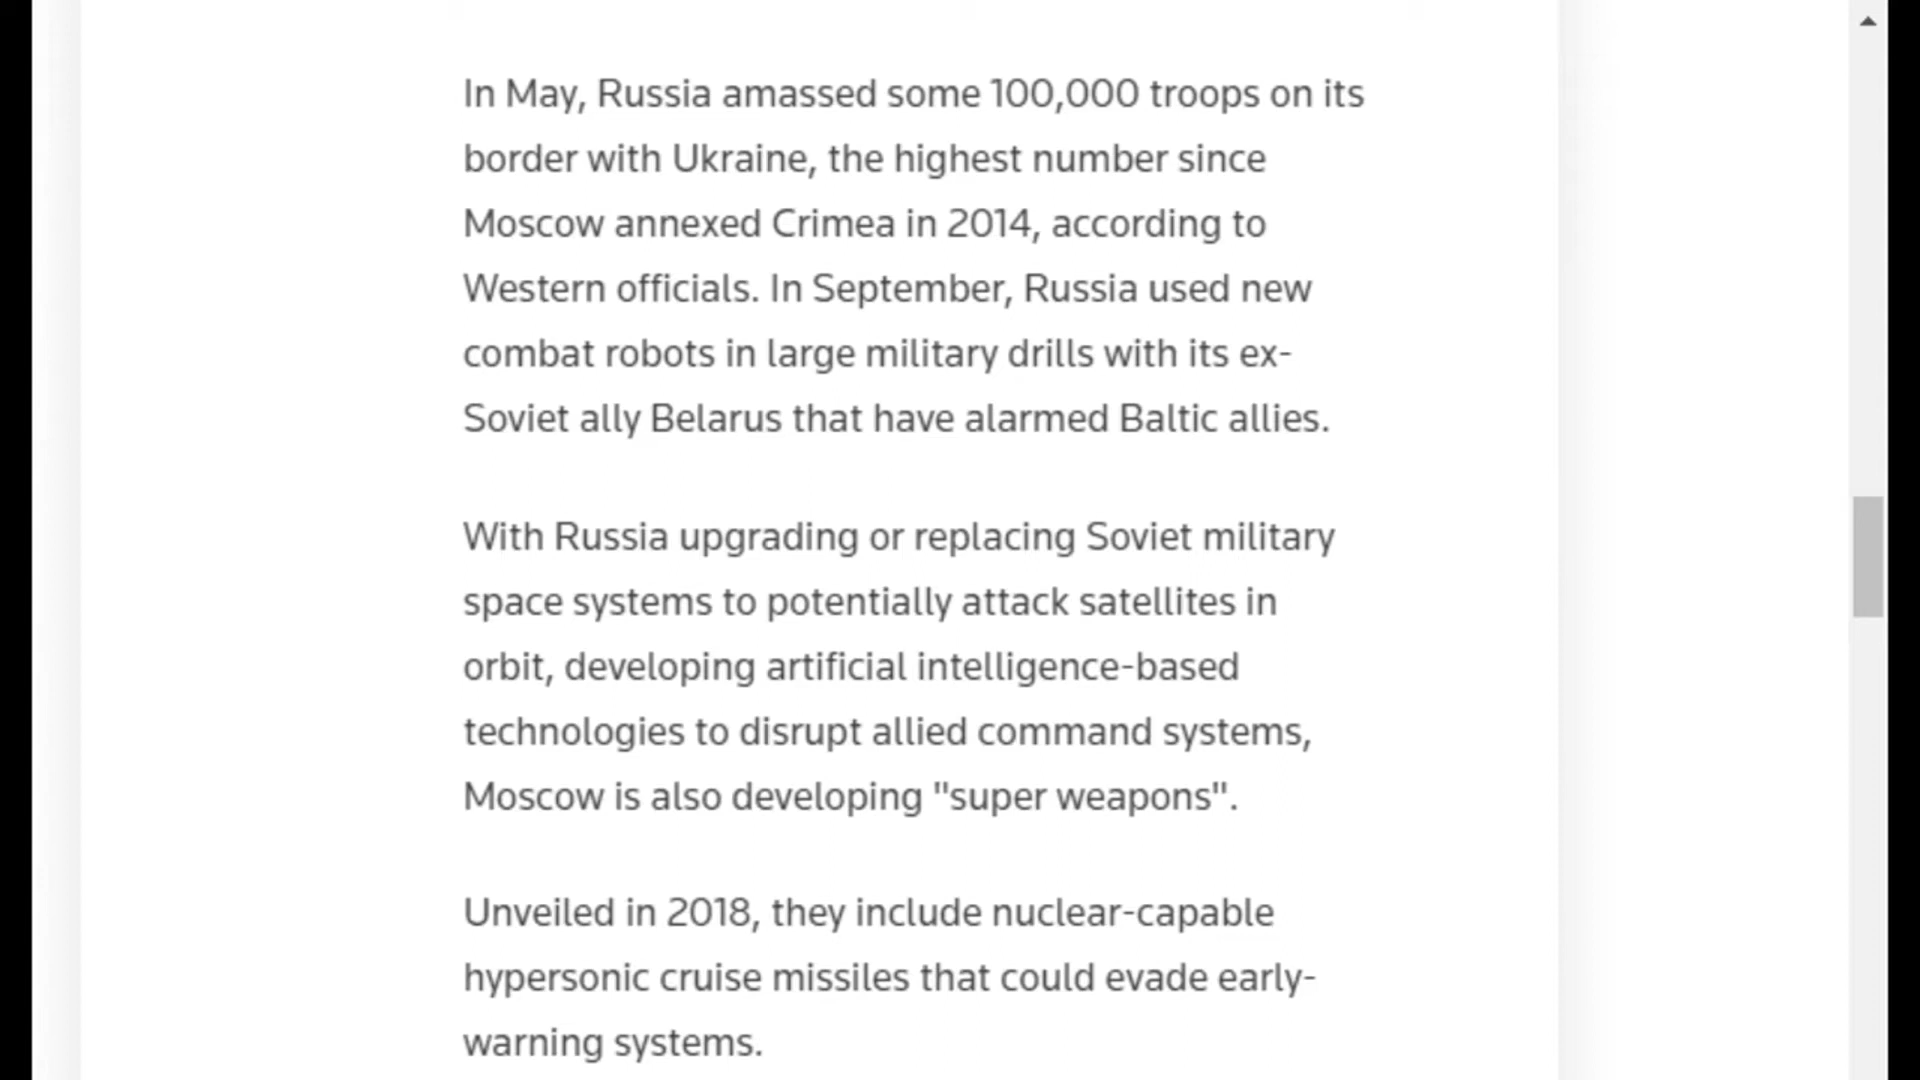 In May, Russia amassed some 100,000 troops on its
border with Ukraine, the highest number since
Moscow annexed Crimea in 2014, according to
Western officials. In September, Russia used new
combat robots in large military drills with its ex-
Soviet ally Belarus that have alarmed Baltic allies.
With Russia upgrading or replacing Soviet military
space systems to potentially attack satellites in
orbit, developing artificial intelligence-based
technologies to disrupt allied command systems,
Moscow is also developing "super weapons".
Unveiled in 2018, they include nuclear-capable
hypersonic cruise missiles that could evade early-
warning systems.